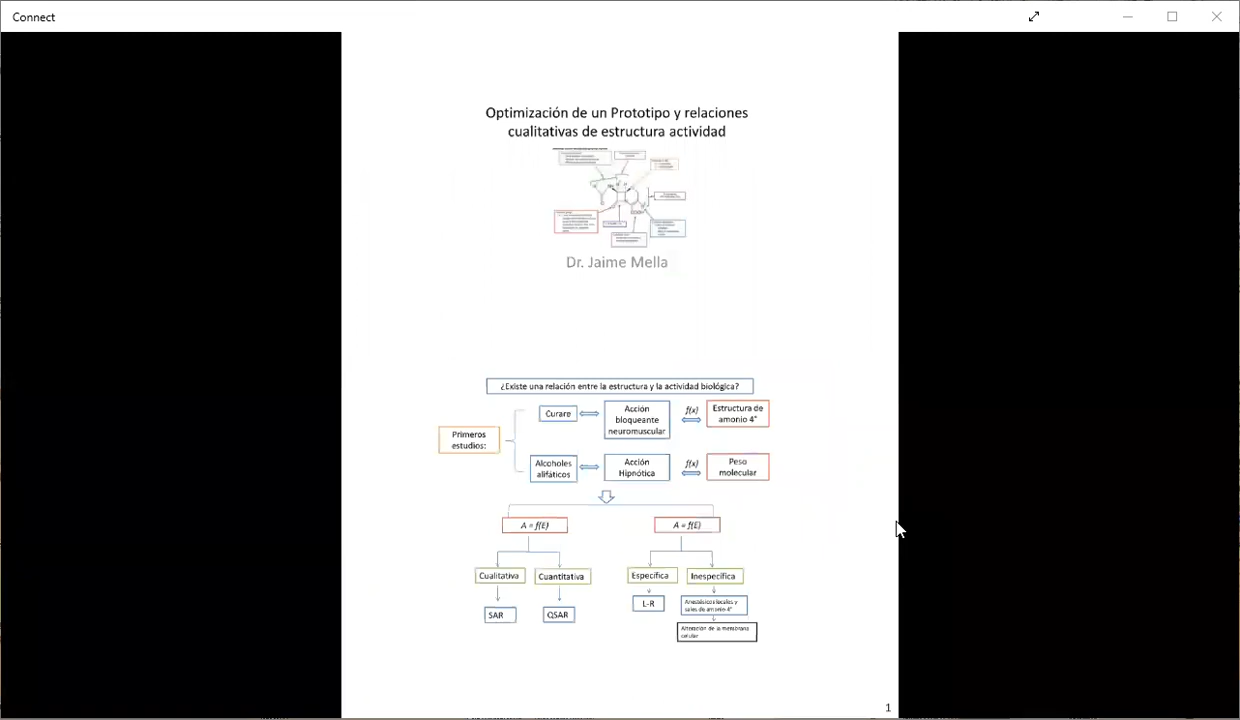 Connect
Optimización de un Prototipo y relaciones
cualitativas de estructura actividad
Dr. Jaime Mella
¿Existe una relación entre la estructura y la actividad biológica?
Primeros
estudios:
Curare
Acción
bloqueante
neuromuscular
f(x)
Estructura de
amonio 4°
Alcoholes
alifáticos
Acción
Hipnótica
f(x)
Peso
molecular
A = f(E)
A = f(E)
Cualitativa
Cuantitativa
Específica
Inespecífica
SAR
QSAR
L-R
Anestésicos locales y
sales de amonio 4°
Alteración de la membrana
celular
1